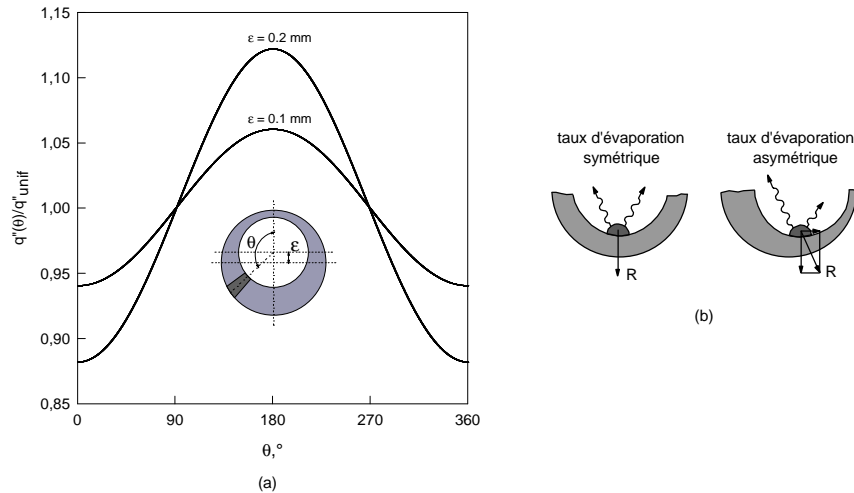 1,15
1,10
1,05
1,00
0,95
0,90
0,85
q"(θ)/q"unif
ε = 0.2 mm
ε = 0.1 mm
θ
ε
0
90
180
270
360
θ,°
(a)
taux d'évaporation
symétrique
R
taux d'évaporation
asymétrique
R
(b)